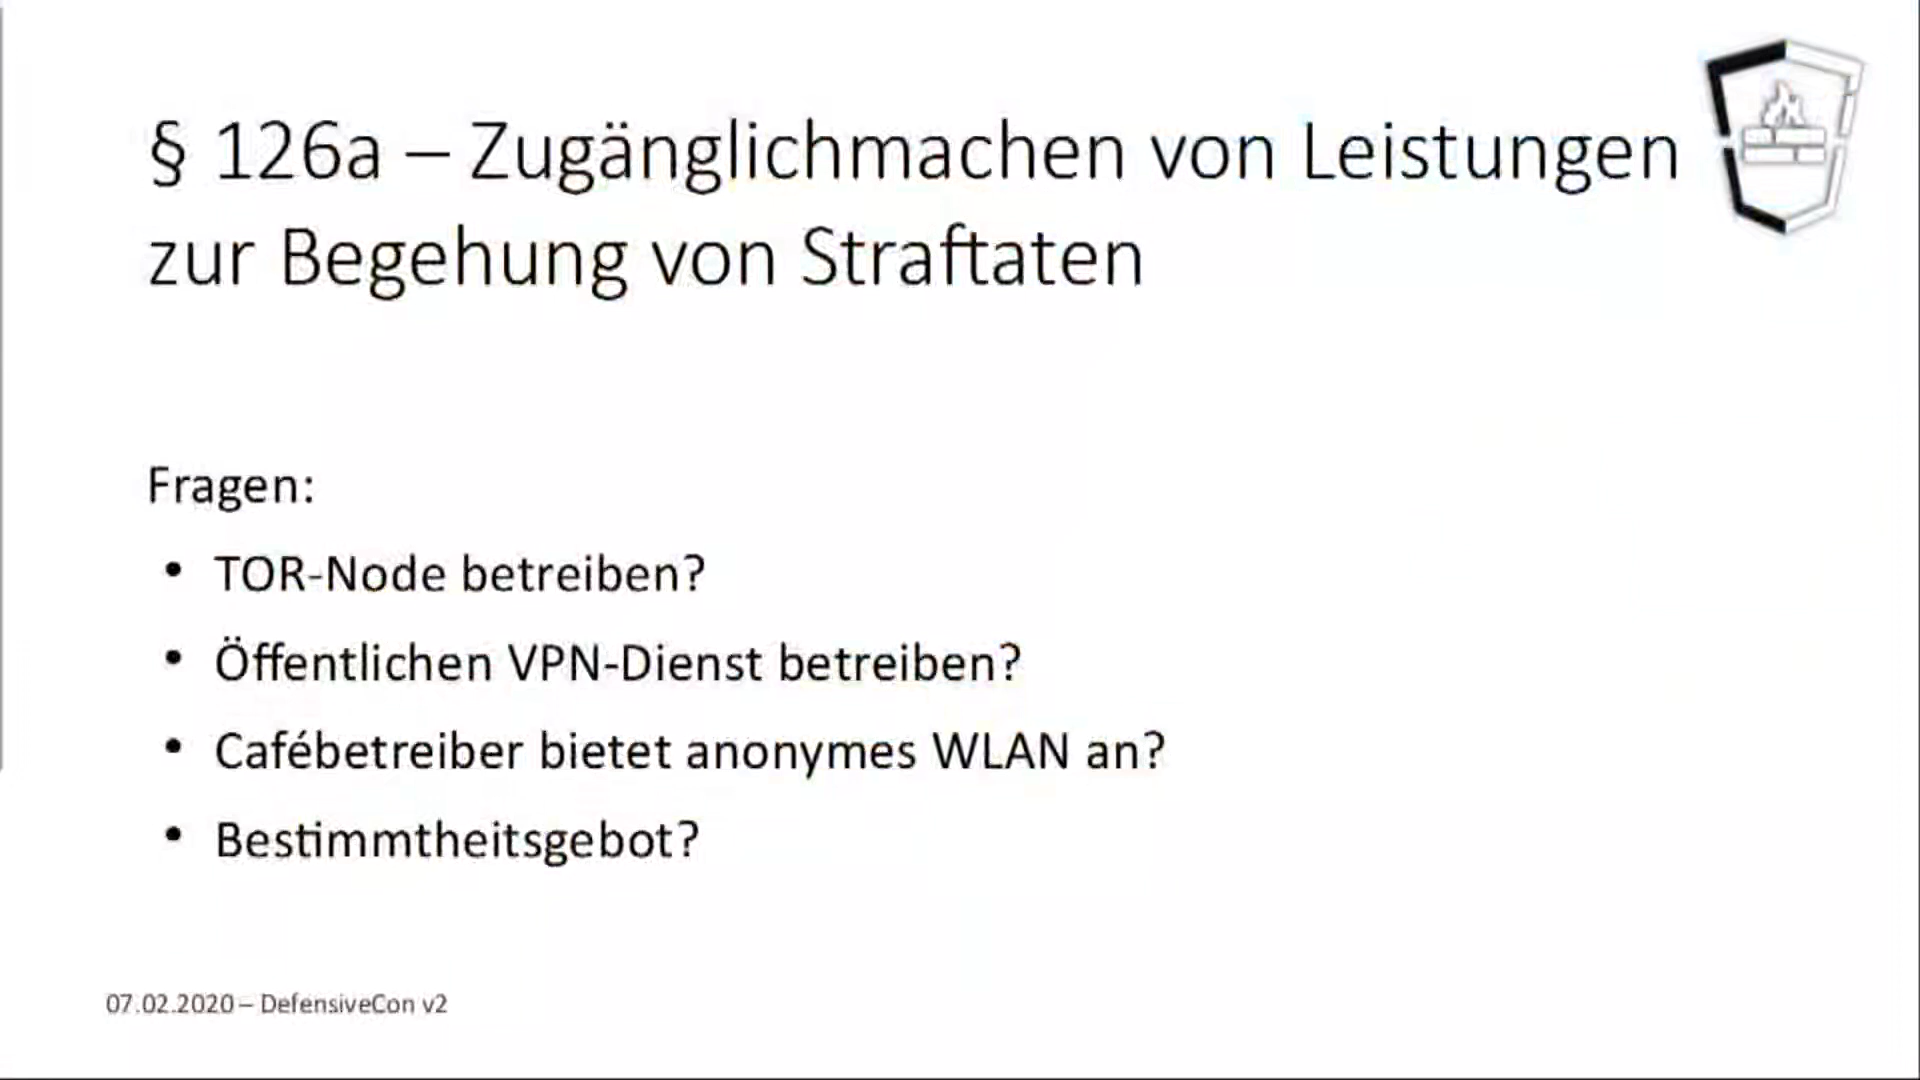 § 126a – Zugänglichmachen von Leistungen
zur Begehung von Straftaten
Fragen:
• TOR-Node betreiben?
• Öffentlichen VPN-Dienst betreiben?
• Cafébetreiber bietet anonymes WLAN an?
• Bestimmtheitsgebot?
07.02.2020 – DefensiveCon v2